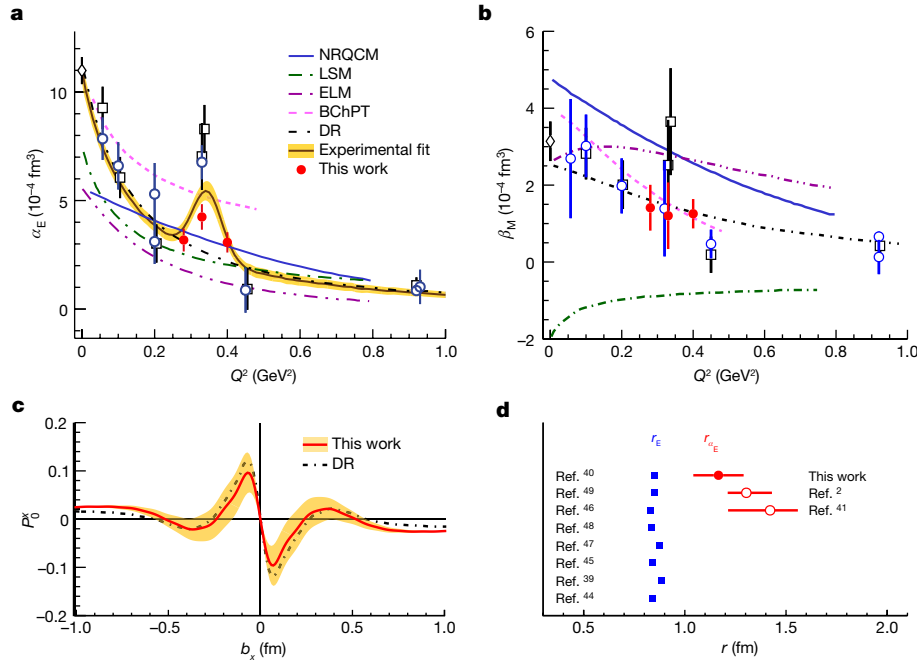 a
α_E (10⁻⁴ fm³)
10
5
0
NRQCM
LSM
ELM
BChPT
DR
Experimental fit
This work
0 0.2 0.4 0.6 0.8 1.0
Q² (GeV²)
b
β_M (10⁻⁴ fm³)
6
4
2
0
−2
0 0.2 0.4 0.6 0.8 1.0
Q² (GeV²)
c
P₀ˣ
0.2
0.1
0
−0.1
−0.2
This work
DR
−1.0 −0.5 0 0.5 1.0
b_x (fm)
d
r_E r_α_E
Ref. ⁴⁰ This work
Ref. ⁴⁹ Ref. ²
Ref. ⁴⁶ Ref. ⁴¹
Ref. ⁴⁸
Ref. ⁴⁷
Ref. ⁴⁵
Ref. ³⁹
Ref. ⁴⁴
0.5 1.0 1.5 2.0
r (fm)